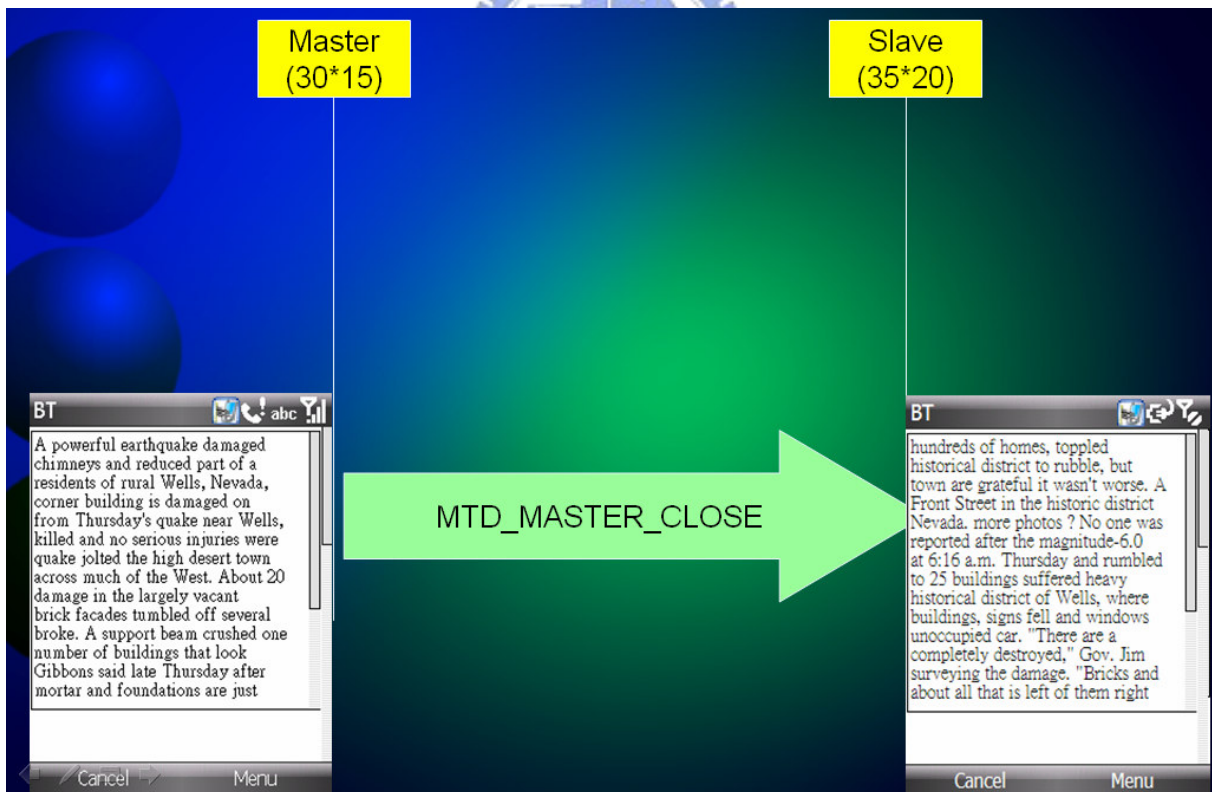 Master
(30*15)
Slave
(35*20)
BT
abc
A powerful earthquake damaged
chimneys and reduced part of a
residents of rural Wells, Nevada,
corner building is damaged on
from Thursday's quake near Wells,
killed and no serious injuries were
quake jolted the high desert town
across much of the West. About 20
damage in the largely vacant
brick facades tumbled off several
broke. A support beam crushed one
number of buildings that look
Gibbons said late Thursday after
mortar and foundations are just
Cancel Menu
MTD_MASTER_CLOSE
BT
hundreds of homes, toppled
historical district to rubble, but
town are grateful it wasn't worse. A
Front Street in the historic district
Nevada. more photos ? No one was
reported after the magnitude-6.0
at 6:16 a.m. Thursday and rumbled
to 25 buildings suffered heavy
historical district of Wells, where
buildings, signs fell and windows
unoccupied car. "There are a
completely destroyed," Gov. Jim
surveying the damage. "Bricks and
about all that is left of them right
Cancel Menu